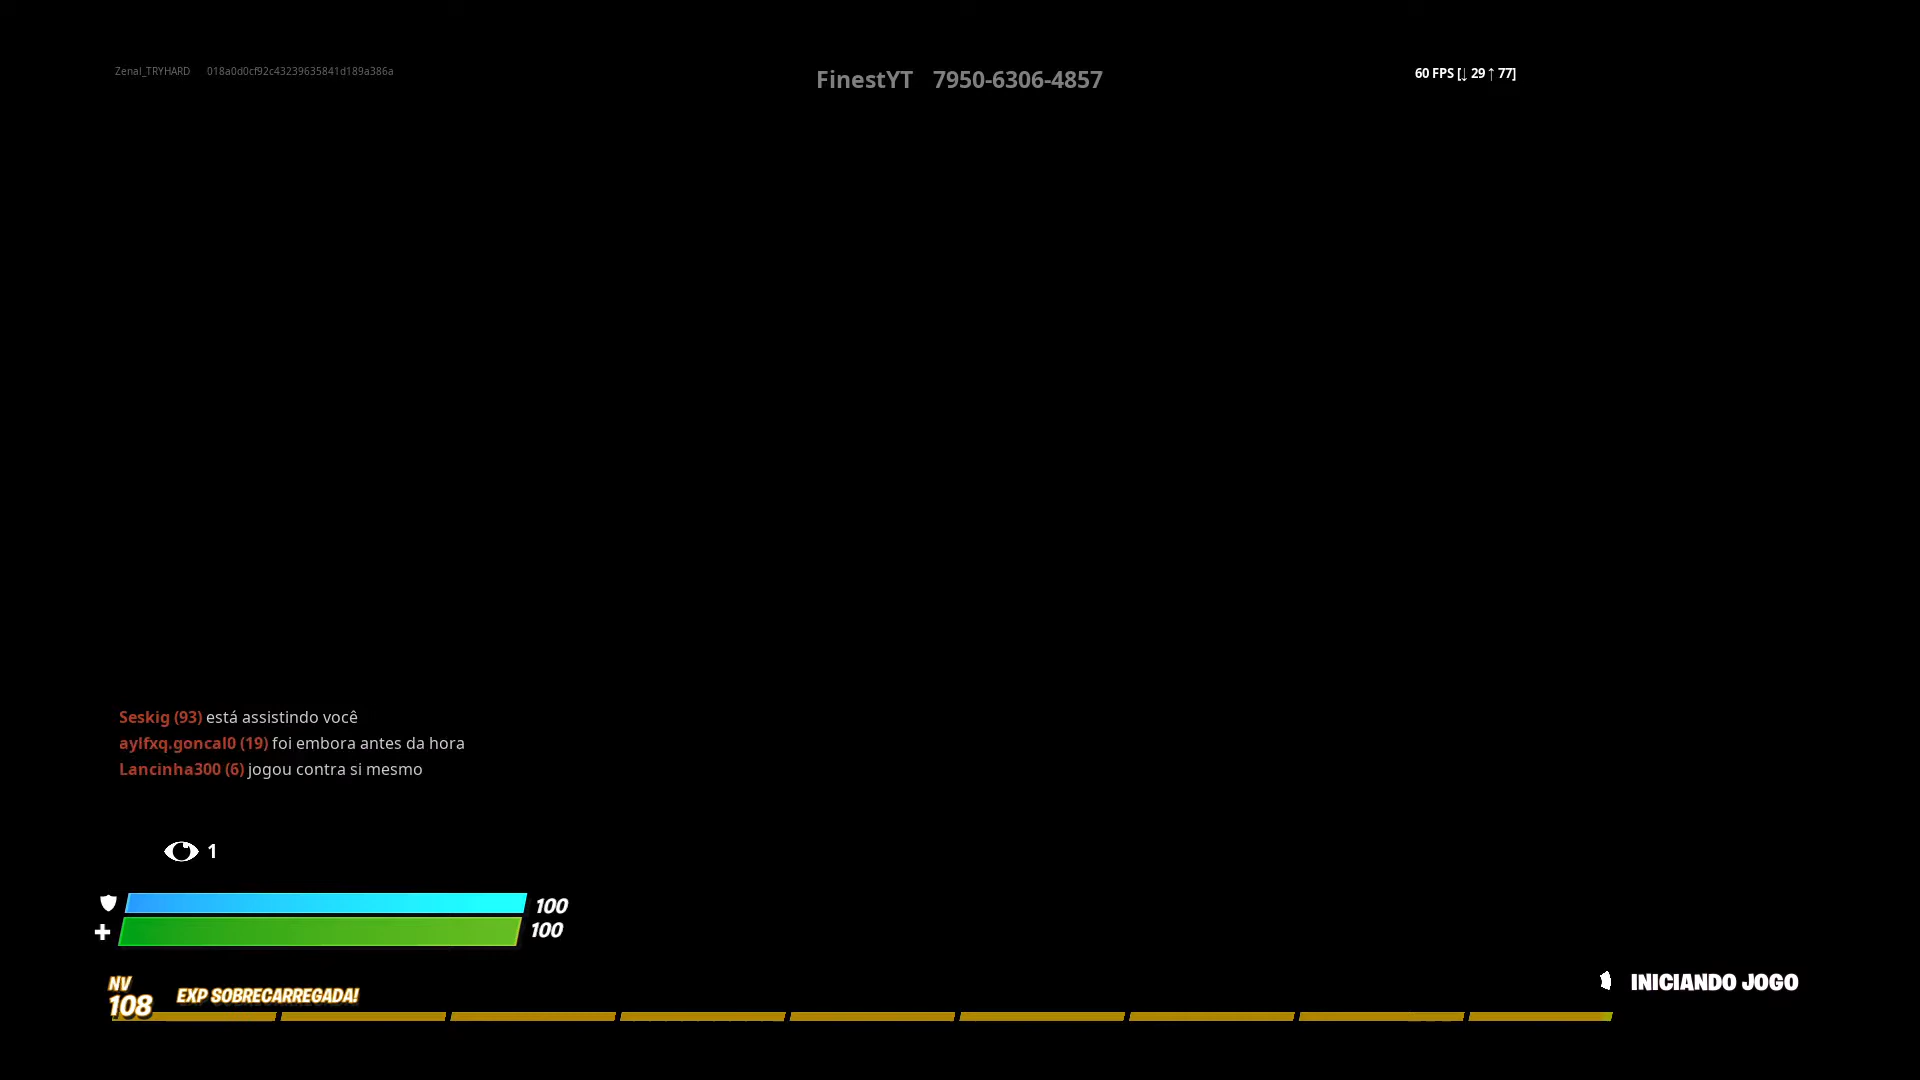 Zenal_TRYHARD 018a0d0cf92c43239635841d189a386a
FinestYT 7950-6306-4857
60 FPS [↓ 29 ↑ 77]
Seskig (93) está assistindo você
aylfxq.goncal0 (19) foi embora antes da hora
Lancinha300 (6) jogou contra si mesmo
1
100
100
NV
108
EXP SOBRECARREGADA!
INICIANDO JOGO